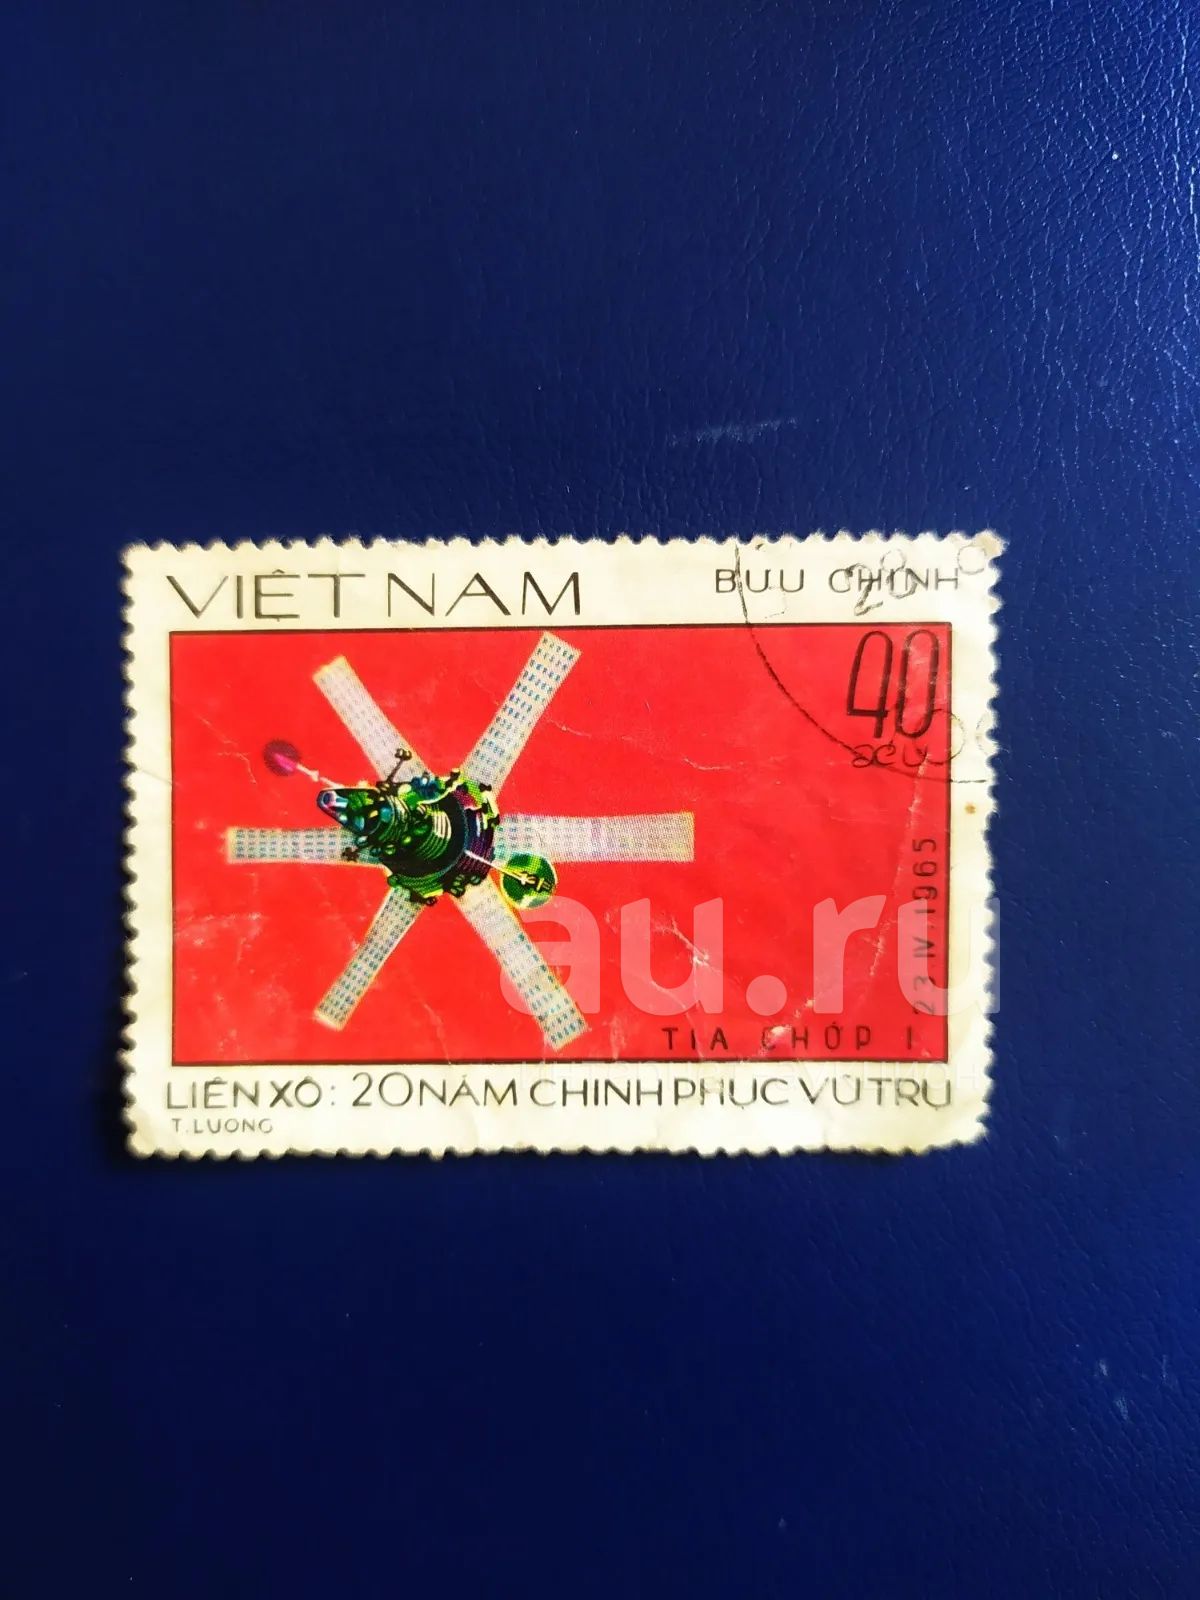 VIỆT NAM
BƯU CHÍNH
28
40
xu
23.IV.1965
TIA CHỚP I
LIÊN XÔ: 20 NĂM CHINH PHỤC VŨ TRỤ
T.LUONG
au.ru